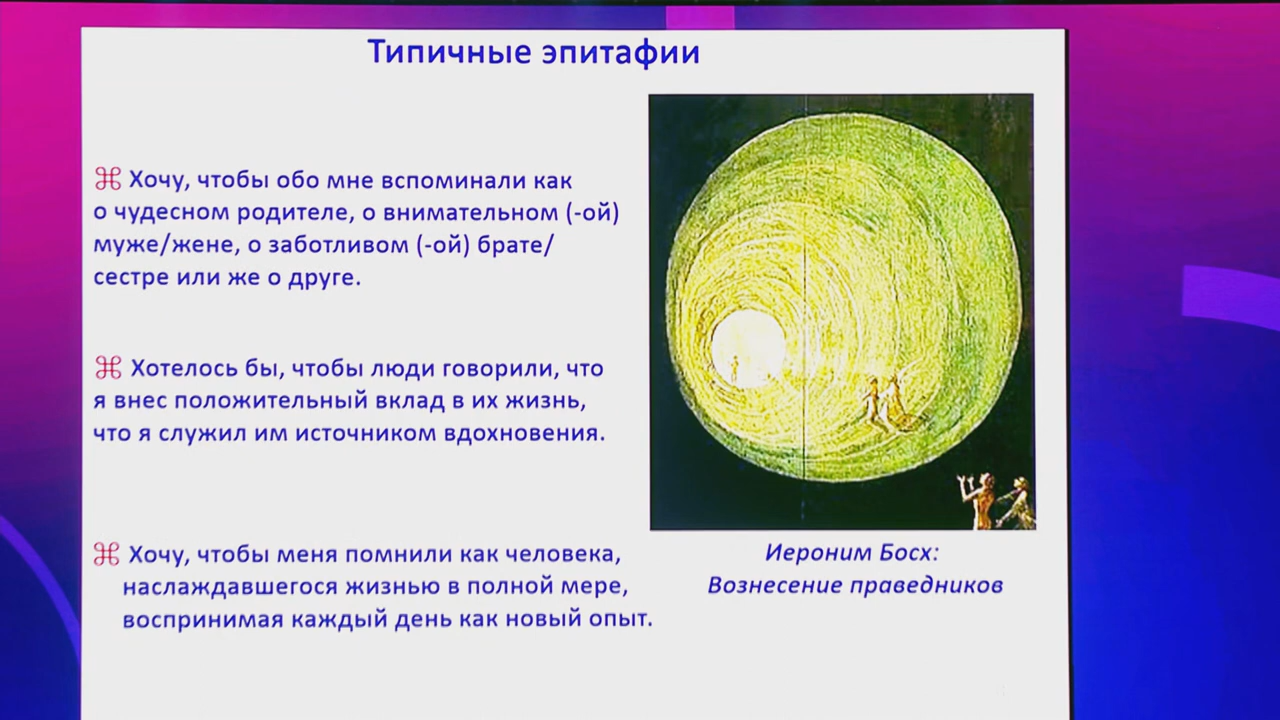 Типичные эпитафии
⌘ Хочу, чтобы обо мне вспоминали как
о чудесном родителе, о внимательном (-ой)
муже/жене, о заботливом (-ой) брате/
сестре или же о друге.
⌘ Хотелось бы, чтобы люди говорили, что
я внес положительный вклад в их жизнь,
что я служил им источником вдохновения.
⌘ Хочу, чтобы меня помнили как человека,
наслаждавшегося жизнью в полной мере,
воспринимая каждый день как новый опыт.
Иероним Босх:
Вознесение праведников